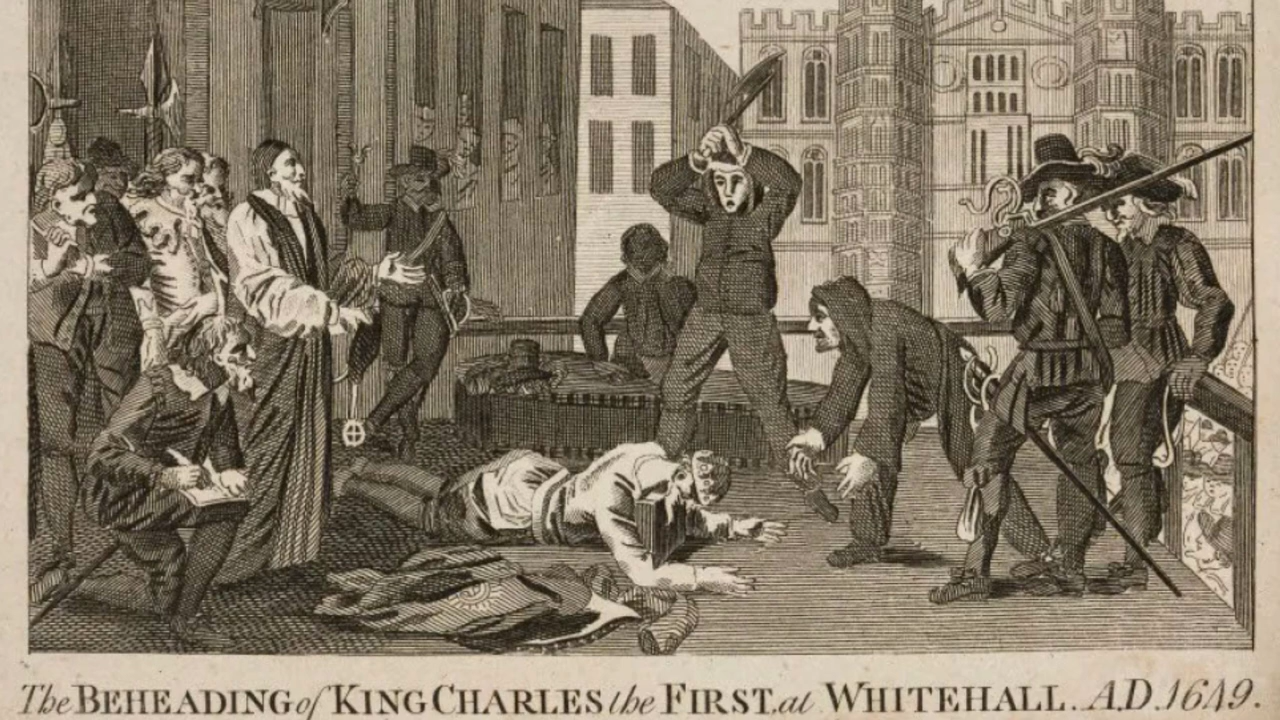 The BEHEADING of KING CHARLES the FIRST, at WHITEHALL. A.D. 1649.